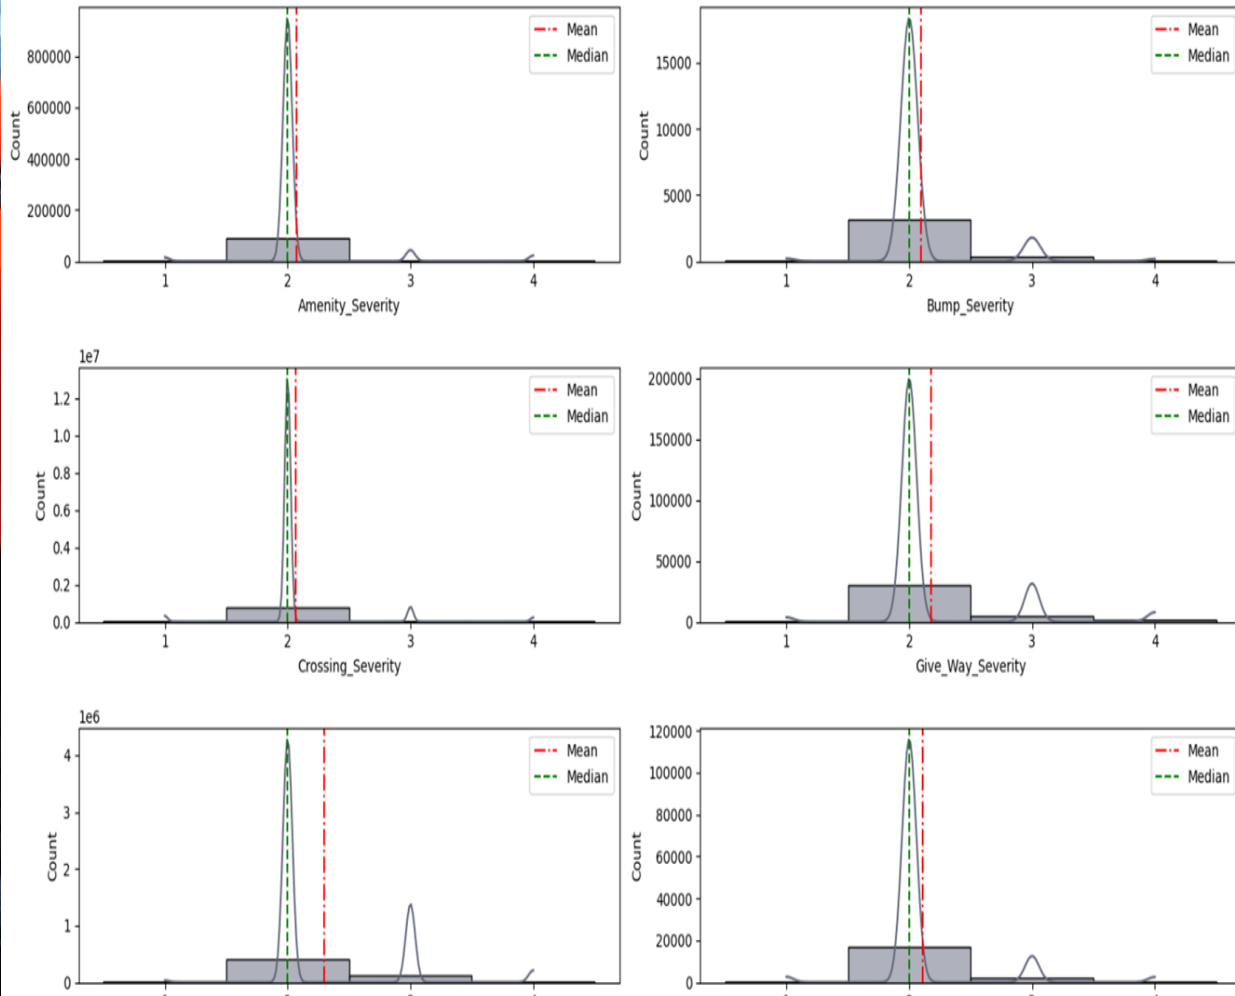 Mean
Median
800000
600000
400000
200000
0
Count
1 2 3 4
Amenity_Severity
Mean
Median
15000
10000
5000
0
Count
1 2 3 4
Bump_Severity
1e7
Mean
Median
1.2
1.0
0.8
0.6
0.4
0.2
0.0
Count
1 2 3 4
Crossing_Severity
Mean
Median
200000
150000
100000
50000
0
Count
1 2 3 4
Give_Way_Severity
1e6
Mean
Median
4
3
2
1
0
Count
Mean
Median
120000
100000
80000
60000
40000
20000
0
Count